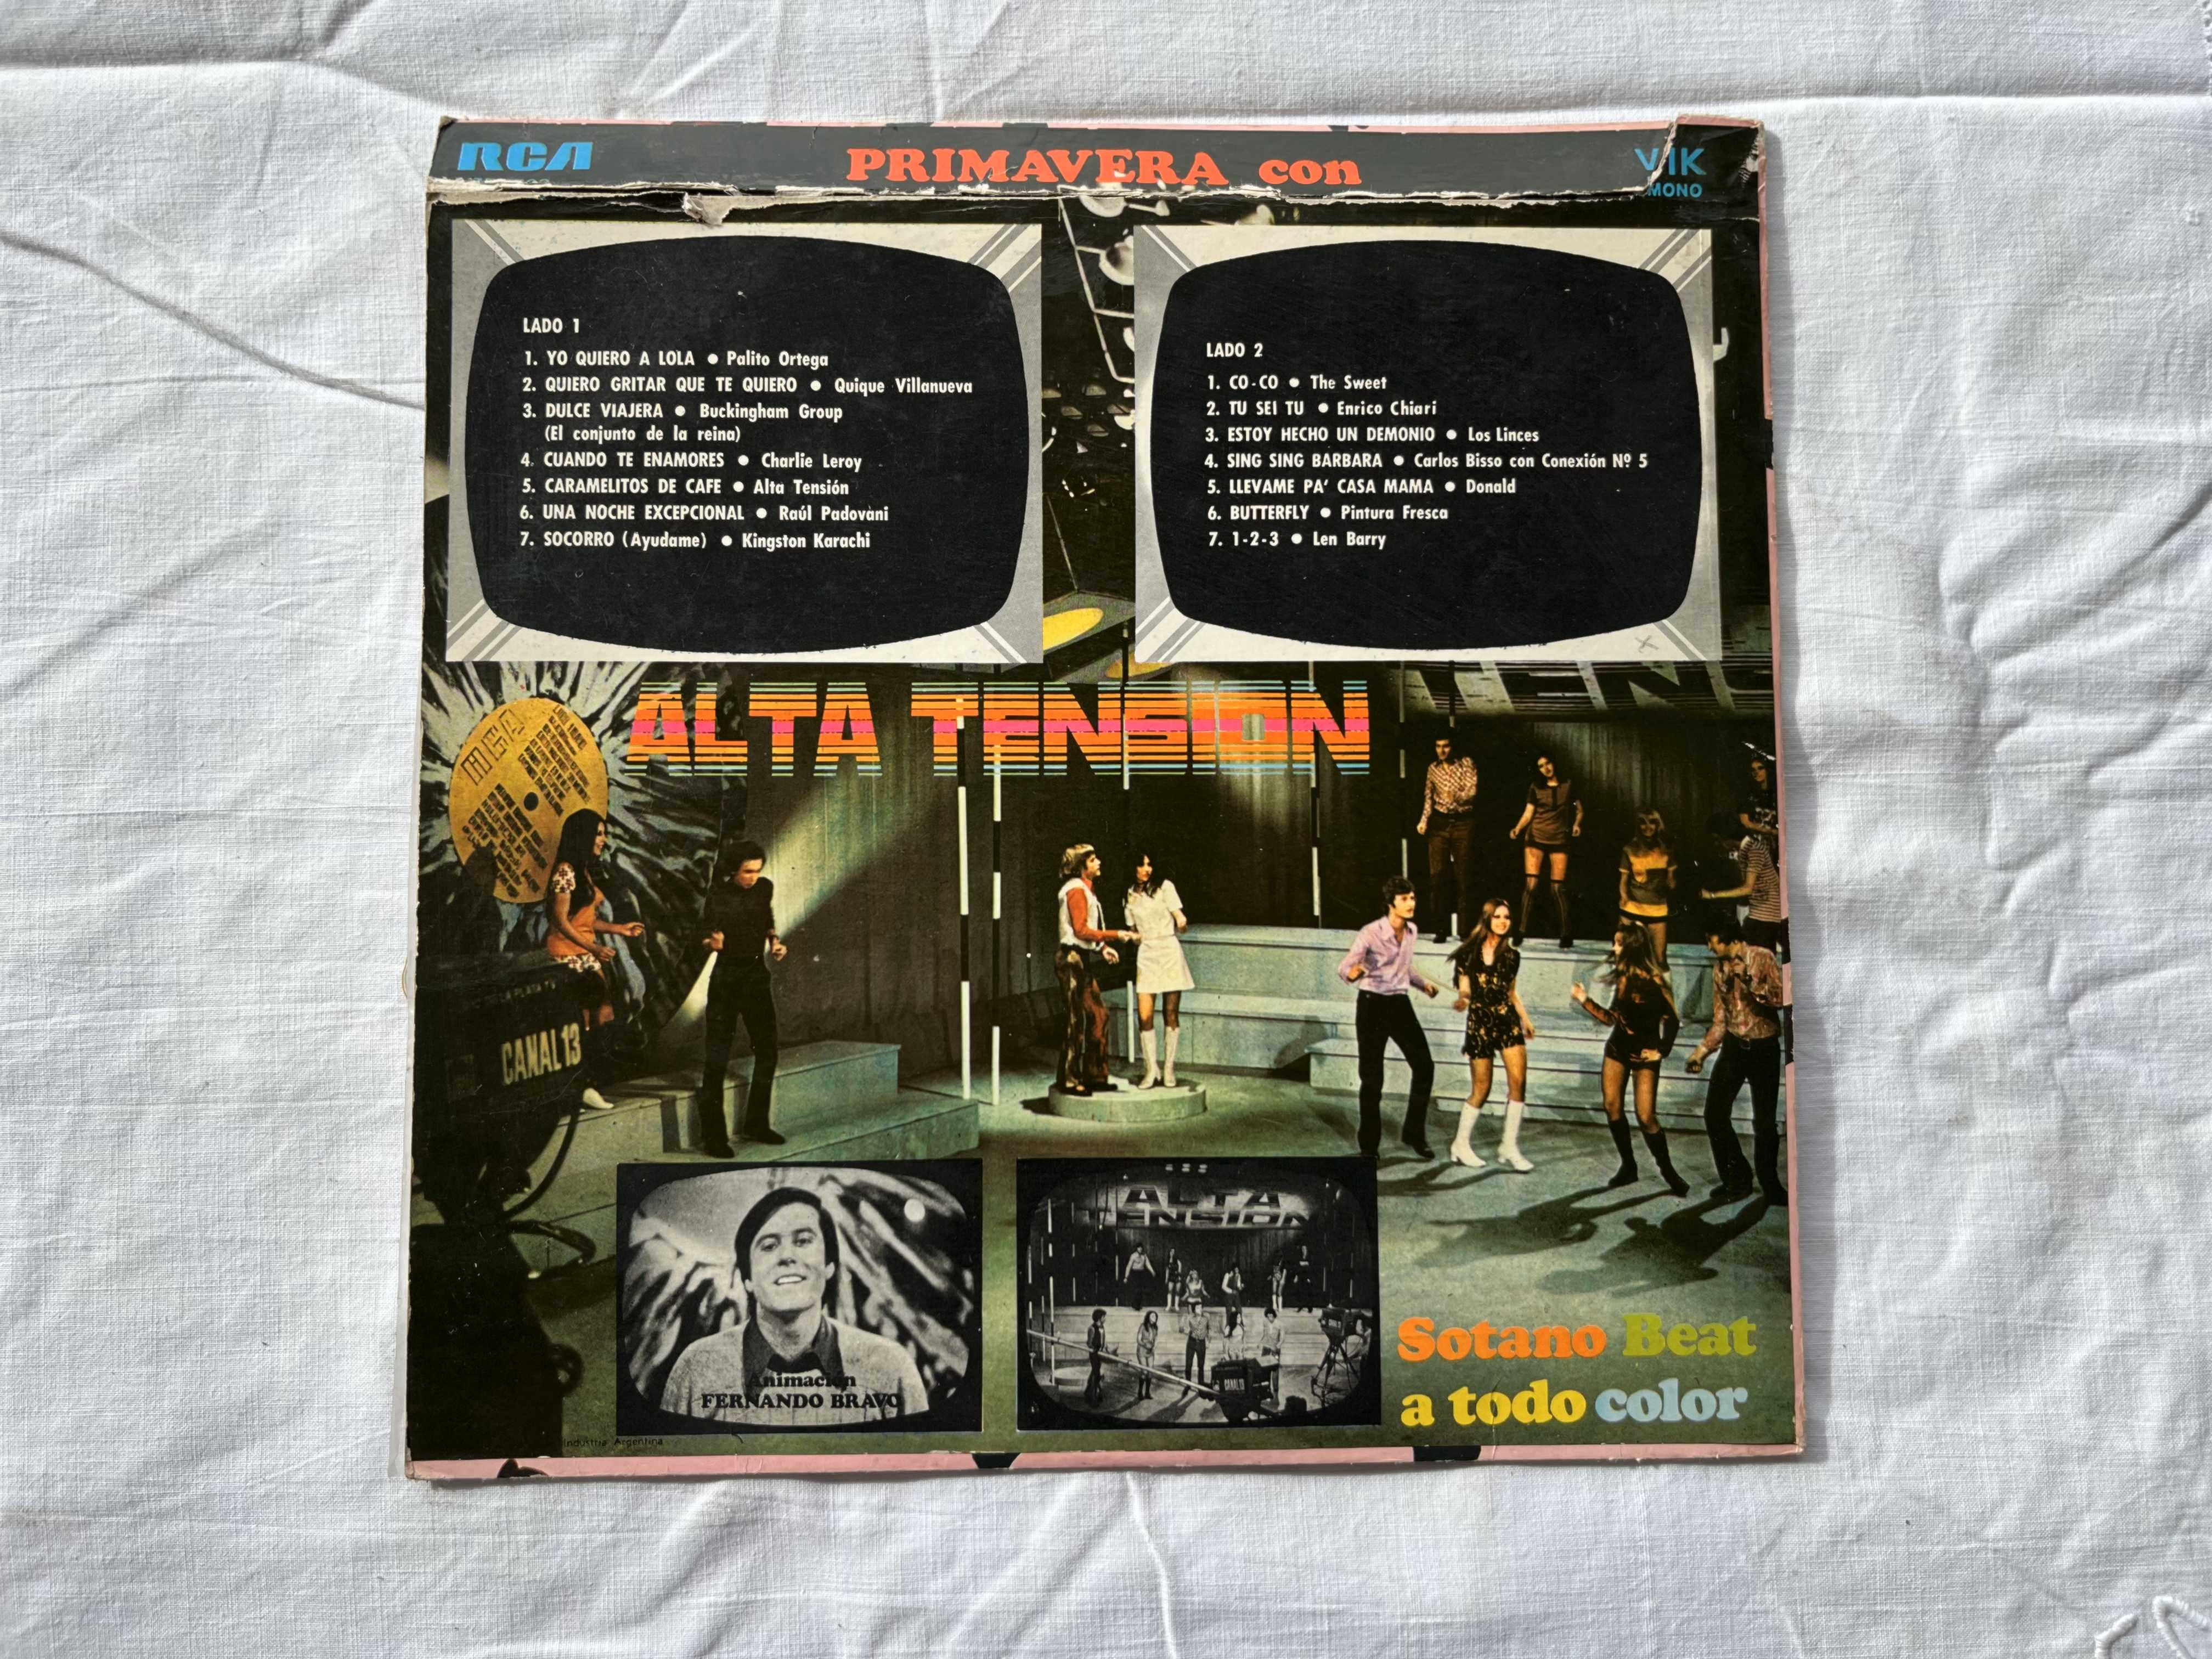 RCA
PRIMAVERA con
VIK
MONO
LADO 1
1. YO QUIERO A LOLA ● Palito Ortega
2. QUIERO GRITAR QUE TE QUIERO ● Quique Villanueva
3. DULCE VIAJERA ● Buckingham Group
(El conjunto de la reina)
4. CUANDO TE ENAMORES ● Charlie Leroy
5. CARAMELITOS DE CAFE ● Alta Tensión
6. UNA NOCHE EXCEPCIONAL ● Raúl Padovani
7. SOCORRO (Ayudame) ● Kingston Karachi
LADO 2
1. CO-CO ● The Sweet
2. TU SEI TU ● Enrico Chiari
3. ESTOY HECHO UN DEMONIO ● Los Linces
4. SING SING BARBARA ● Carlos Bisso con Conexión Nº 5
5. LLEVAME PA' CASA MAMA ● Donald
6. BUTTERFLY ● Pintura Fresca
7. 1-2-3 ● Len Barry
ALTA TENSION
TENS
LA PLATA TV
CANAL 13
ALTA
TENSION
CANAL 13
Animación
FERNANDO BRAVO
Sotano Beat
a todo color
Industria Argentina